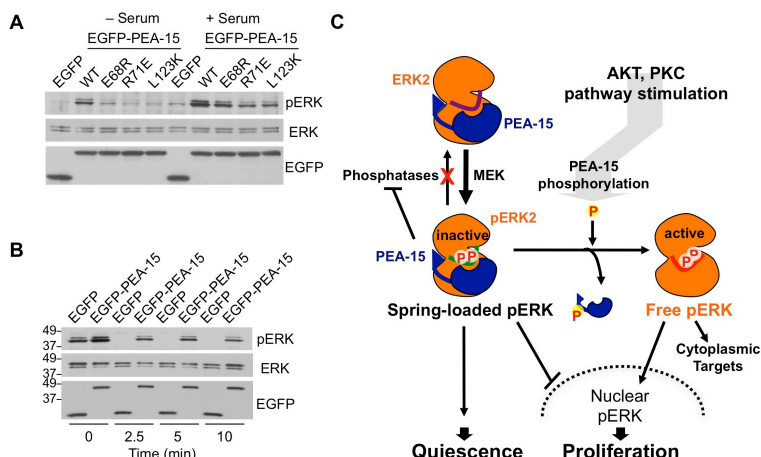 A
– Serum
+ Serum
EGFP-PEA-15
EGFP-PEA-15
EGFP
WT
E68R
R71E
L123K
EGFP
WT
E68R
R71E
L123K
pERK
ERK
EGFP
B
EGFP
EGFP-PEA-15
EGFP
EGFP-PEA-15
EGFP
EGFP-PEA-15
EGFP
EGFP-PEA-15
49
37
pERK
49
37
ERK
49
37
EGFP
0
2.5
5
10
Time (min)
C
ERK2
PEA-15
AKT, PKC
pathway stimulation
Phosphatases
X
MEK
PEA-15
phosphorylation
P
pERK2
inactive
PP
PEA-15
active
PP
P
Spring-loaded pERK
Free pERK
Cytoplasmic
Targets
Nuclear
pERK
Quiescence
Proliferation